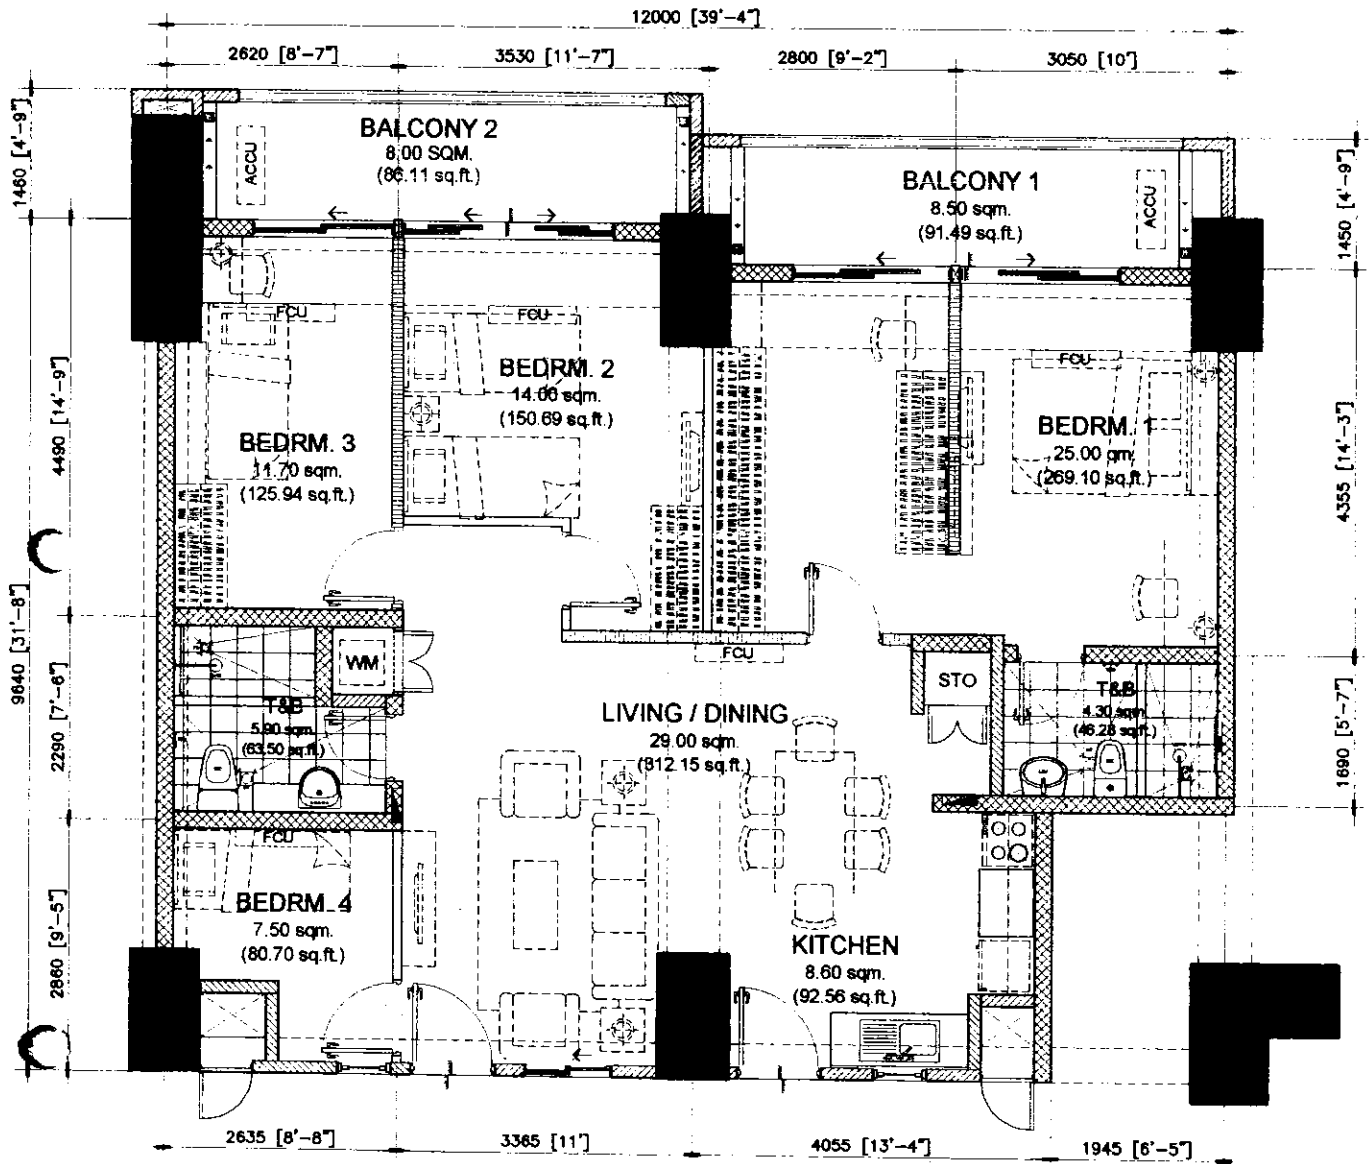 12000 [39'-4"]
2620 [8'-7"]
3530 [11'-7"]
2800 [9'-2"]
3050 [10']
1460 [4'-9"]
4490 [14'-9"]
9640 [31'-8"]
2290 [7'-6"]
2860 [9'-5"]
BALCONY 2
8.00 SQM.
(86.11 sq.ft.)
ACCU
BALCONY 1
8.50 sqm.
(91.49 sq.ft.)
ACCU
1450 [4'-9"]
4355 [14'-3"]
1690 [5'-7"]
FCU
FCU
FCU
BEDRM. 2
14.00 sqm.
(150.69 sq.ft.)
BEDRM. 3
11.70 sqm.
(125.94 sq.ft.)
BEDRM. 1
25.00 qm.
(269.10 sq.ft.)
WM
FCU
STO
T&B
5.90 sqm.
(63.50 sq.ft.)
LIVING / DINING
29.00 sqm.
(312.15 sq.ft.)
T&B
4.30 sqm.
(46.28 sq.ft.)
FCU
BEDRM. 4
7.50 sqm.
(80.70 sq.ft.)
KITCHEN
8.60 sqm.
(92.56 sq.ft.)
2635 [8'-8"]
3365 [11']
4055 [13'-4"]
1945 [6'-5"]